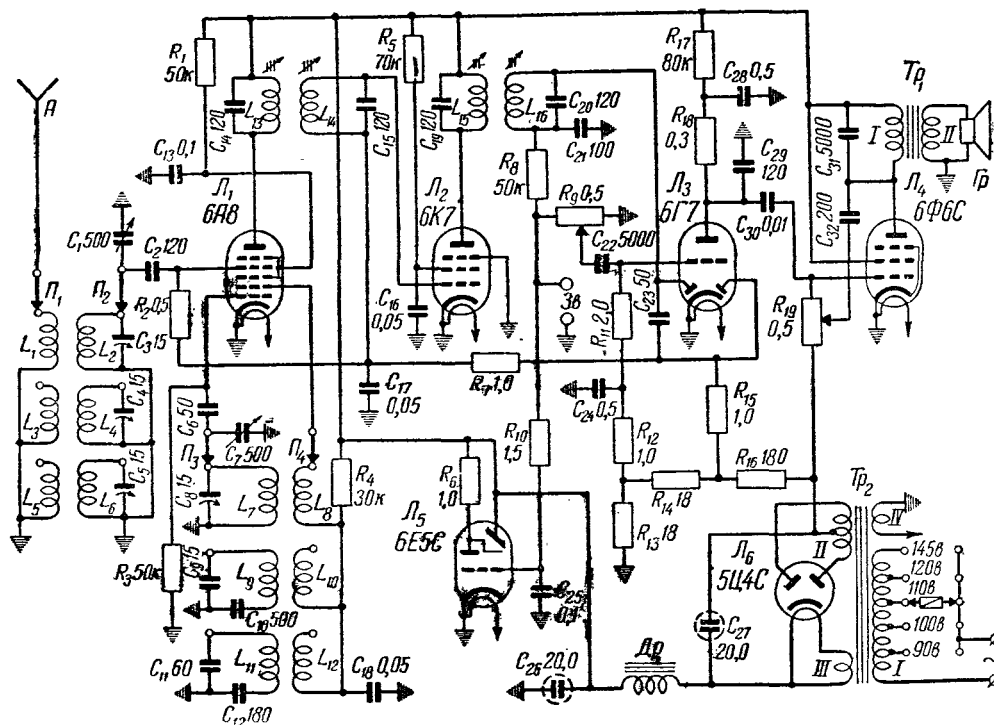 R₁ 50к
R₅ 70к
R₁₇ 80к
C₂₈ 0,5
Тр₁
A
C₁₄ 120
L₁₃
L₁₄
C₁₅ 120
C₁₉ 120
L₁₅
L₁₆
C₂₀ 120
C₂₁ 100
R₁₈ 0,3
C₂₉ 120
C₃₁ 5000
I
II
Гр
C₁₃ 0,1
Л₁ 6А8
Л₂ 6К7
R₈ 50к
R₉ 0,5
Л₃ 6Г7
C₃₀ 0,01
C₃₂ 200
Л₄ 6Ф6С
C₁ 500
C₂ 120
C₂₂ 5000
П₁
П₂
R₂ 0,5
C₁₆ 0,05
Зв
R₁₁ 2,0
C₂₃ 50
R₁₉ 0,5
L₁
L₂
C₃ 15
C₁₇ 0,05
R₇ 1,0
C₂₄ 0,5
R₁₅ 1,0
L₃
L₄
C₄ 15
C₆ 50
C₇ 500
П₃
П₄
R₄ 30к
R₆ 1,0
R₁₀ 1,5
R₁₂ 1,0
R₁₆ 180
R₁₄ 18
Тр₂
L₅
L₆
C₅ 15
C₈ 15
L₇
L₈
Л₅ 6Е5С
R₁₃ 18
Л₆ 5Ц4С
II
IV
R₃ 50к
C₉ 15
L₉
L₁₀
C₁₀ 500
C₂₅
C₂₇ 20,0
145в
120в
110в
100в
90в
C₁₁ 60
L₁₁
L₁₂
C₁₂ 180
C₁₈ 0,05
C₂₆ 20,0
Др
III
I